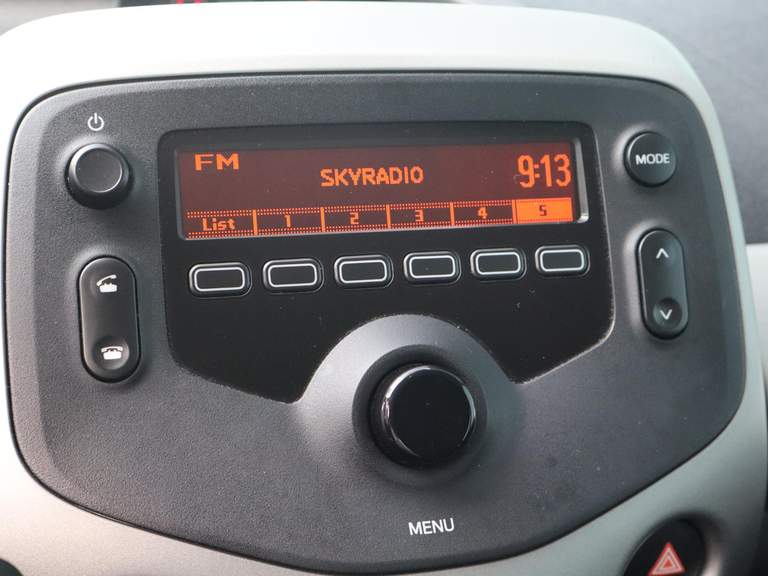 FM
SKYRADIO
9:13
MODE
List 1 2 3 4 5
MENU